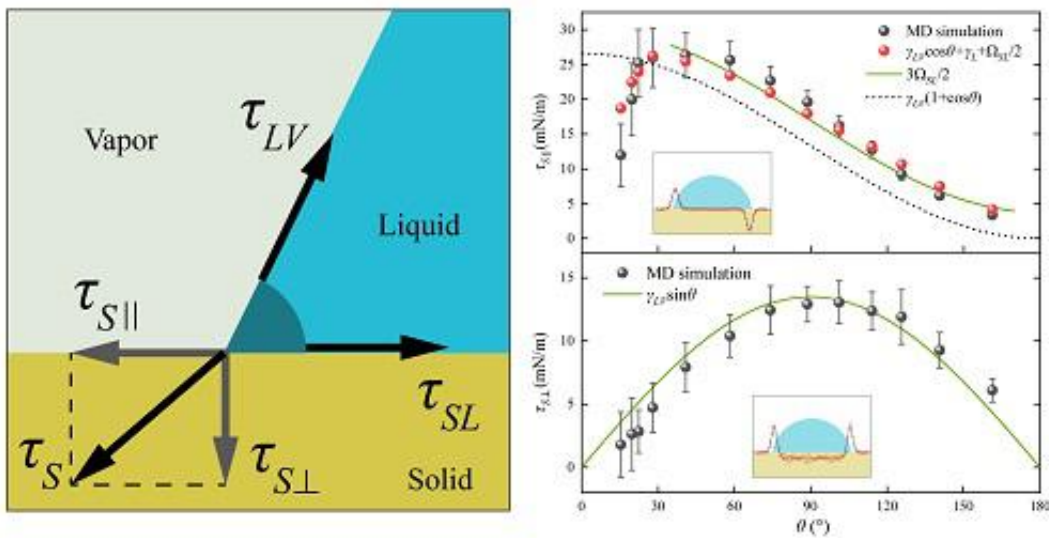 Vapor
τLV
Liquid
τS||
τSL
τS
τS⊥
Solid
30
25
20
15
10
5
0
τS|| (mN/m)
MD simulation
γLVcosθ+γL+ΩSL/2
3ΩSL/2
γLV(1+cosθ)
15
10
5
0
τS⊥ (mN/m)
MD simulation
γLVsinθ
0 30 60 90 120 150 180
θ (°)